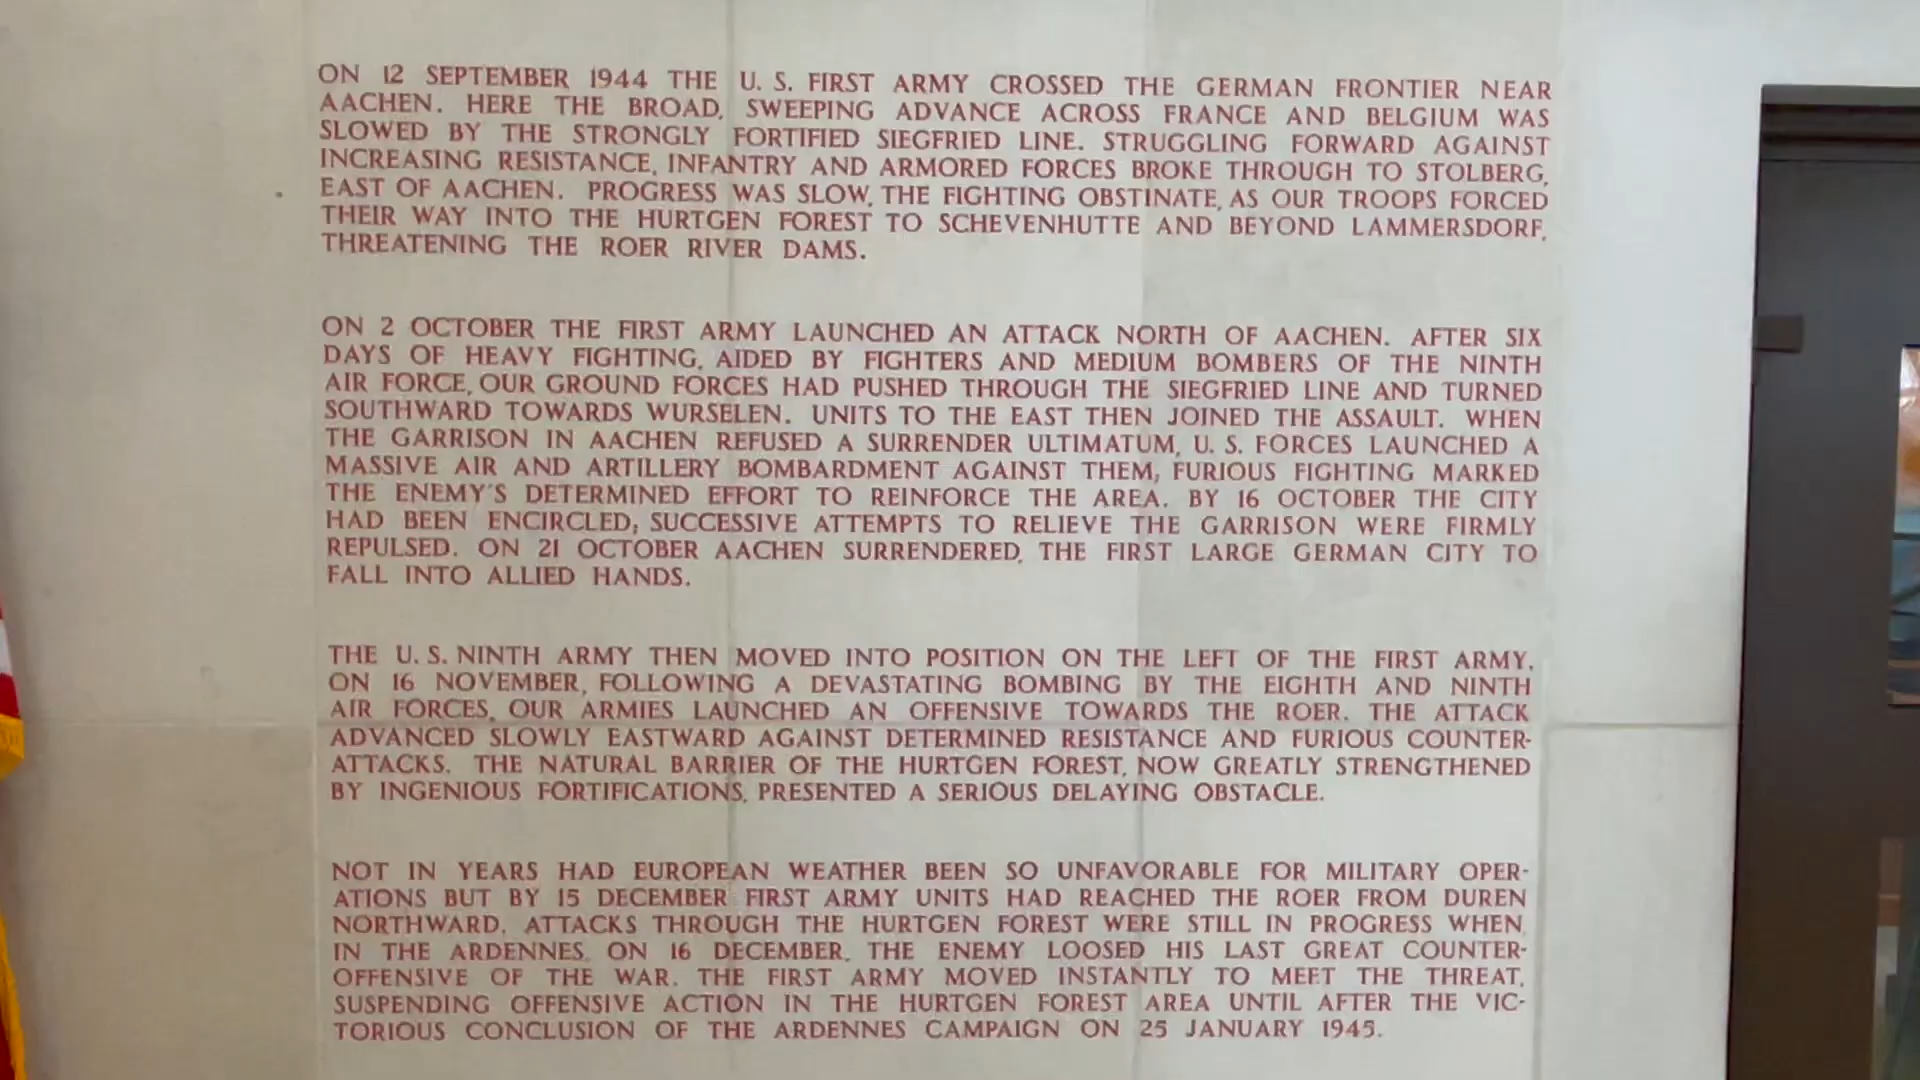 ON 12 SEPTEMBER 1944 THE U. S. FIRST ARMY CROSSED THE GERMAN FRONTIER NEAR
AACHEN. HERE THE BROAD, SWEEPING ADVANCE ACROSS FRANCE AND BELGIUM WAS
SLOWED BY THE STRONGLY FORTIFIED SIEGFRIED LINE. STRUGGLING FORWARD AGAINST
INCREASING RESISTANCE, INFANTRY AND ARMORED FORCES BROKE THROUGH TO STOLBERG,
EAST OF AACHEN. PROGRESS WAS SLOW, THE FIGHTING OBSTINATE, AS OUR TROOPS FORCED
THEIR WAY INTO THE HURTGEN FOREST TO SCHEVENHUTTE AND BEYOND LAMMERSDORF,
THREATENING THE ROER RIVER DAMS.
ON 2 OCTOBER THE FIRST ARMY LAUNCHED AN ATTACK NORTH OF AACHEN. AFTER SIX
DAYS OF HEAVY FIGHTING, AIDED BY FIGHTERS AND MEDIUM BOMBERS OF THE NINTH
AIR FORCE, OUR GROUND FORCES HAD PUSHED THROUGH THE SIEGFRIED LINE AND TURNED
SOUTHWARD TOWARDS WURSELEN. UNITS TO THE EAST THEN JOINED THE ASSAULT. WHEN
THE GARRISON IN AACHEN REFUSED A SURRENDER ULTIMATUM, U. S. FORCES LAUNCHED A
MASSIVE AIR AND ARTILLERY BOMBARDMENT AGAINST THEM; FURIOUS FIGHTING MARKED
THE ENEMY'S DETERMINED EFFORT TO REINFORCE THE AREA. BY 16 OCTOBER THE CITY
HAD BEEN ENCIRCLED; SUCCESSIVE ATTEMPTS TO RELIEVE THE GARRISON WERE FIRMLY
REPULSED. ON 21 OCTOBER AACHEN SURRENDERED, THE FIRST LARGE GERMAN CITY TO
FALL INTO ALLIED HANDS.
THE U. S. NINTH ARMY THEN MOVED INTO POSITION ON THE LEFT OF THE FIRST ARMY.
ON 16 NOVEMBER, FOLLOWING A DEVASTATING BOMBING BY THE EIGHTH AND NINTH
AIR FORCES, OUR ARMIES LAUNCHED AN OFFENSIVE TOWARDS THE ROER. THE ATTACK
ADVANCED SLOWLY EASTWARD AGAINST DETERMINED RESISTANCE AND FURIOUS COUNTER-
ATTACKS. THE NATURAL BARRIER OF THE HURTGEN FOREST, NOW GREATLY STRENGTHENED
BY INGENIOUS FORTIFICATIONS, PRESENTED A SERIOUS DELAYING OBSTACLE.
NOT IN YEARS HAD EUROPEAN WEATHER BEEN SO UNFAVORABLE FOR MILITARY OPER-
ATIONS BUT BY 15 DECEMBER FIRST ARMY UNITS HAD REACHED THE ROER FROM DUREN
NORTHWARD. ATTACKS THROUGH THE HURTGEN FOREST WERE STILL IN PROGRESS WHEN,
IN THE ARDENNES, ON 16 DECEMBER, THE ENEMY LOOSED HIS LAST GREAT COUNTER-
OFFENSIVE OF THE WAR. THE FIRST ARMY MOVED INSTANTLY TO MEET THE THREAT,
SUSPENDING OFFENSIVE ACTION IN THE HURTGEN FOREST AREA UNTIL AFTER THE VIC-
TORIOUS CONCLUSION OF THE ARDENNES CAMPAIGN ON 25 JANUARY 1945.